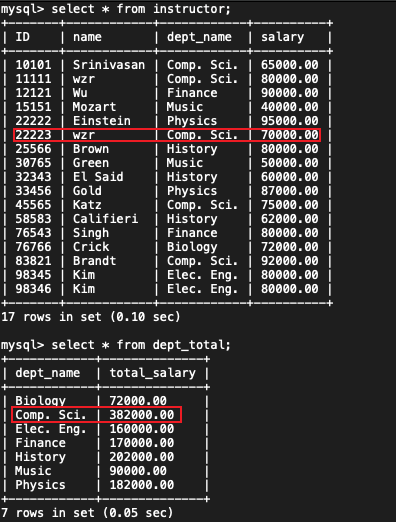 mysql> select * from instructor;
+-------+------------+------------+----------+
| ID | name | dept_name | salary |
+-------+------------+------------+----------+
| 10101 | Srinivasan | Comp. Sci. | 65000.00 |
| 11111 | wzr | Comp. Sci. | 80000.00 |
| 12121 | Wu | Finance | 90000.00 |
| 15151 | Mozart | Music | 40000.00 |
| 22222 | Einstein | Physics | 95000.00 |
| 22223 | wzr | Comp. Sci. | 70000.00 |
| 25566 | Brown | History | 80000.00 |
| 30765 | Green | Music | 50000.00 |
| 32343 | El Said | History | 60000.00 |
| 33456 | Gold | Physics | 87000.00 |
| 45565 | Katz | Comp. Sci. | 75000.00 |
| 58583 | Califieri | History | 62000.00 |
| 76543 | Singh | Finance | 80000.00 |
| 76766 | Crick | Biology | 72000.00 |
| 83821 | Brandt | Comp. Sci. | 92000.00 |
| 98345 | Kim | Elec. Eng. | 80000.00 |
| 98346 | Kim | Elec. Eng. | 80000.00 |
+-------+------------+------------+----------+
17 rows in set (0.10 sec)
mysql> select * from dept_total;
+------------+--------------+
| dept_name | total_salary |
+------------+--------------+
| Biology | 72000.00 |
| Comp. Sci. | 382000.00 |
| Elec. Eng. | 160000.00 |
| Finance | 170000.00 |
| History | 202000.00 |
| Music | 90000.00 |
| Physics | 182000.00 |
+------------+--------------+
7 rows in set (0.05 sec)